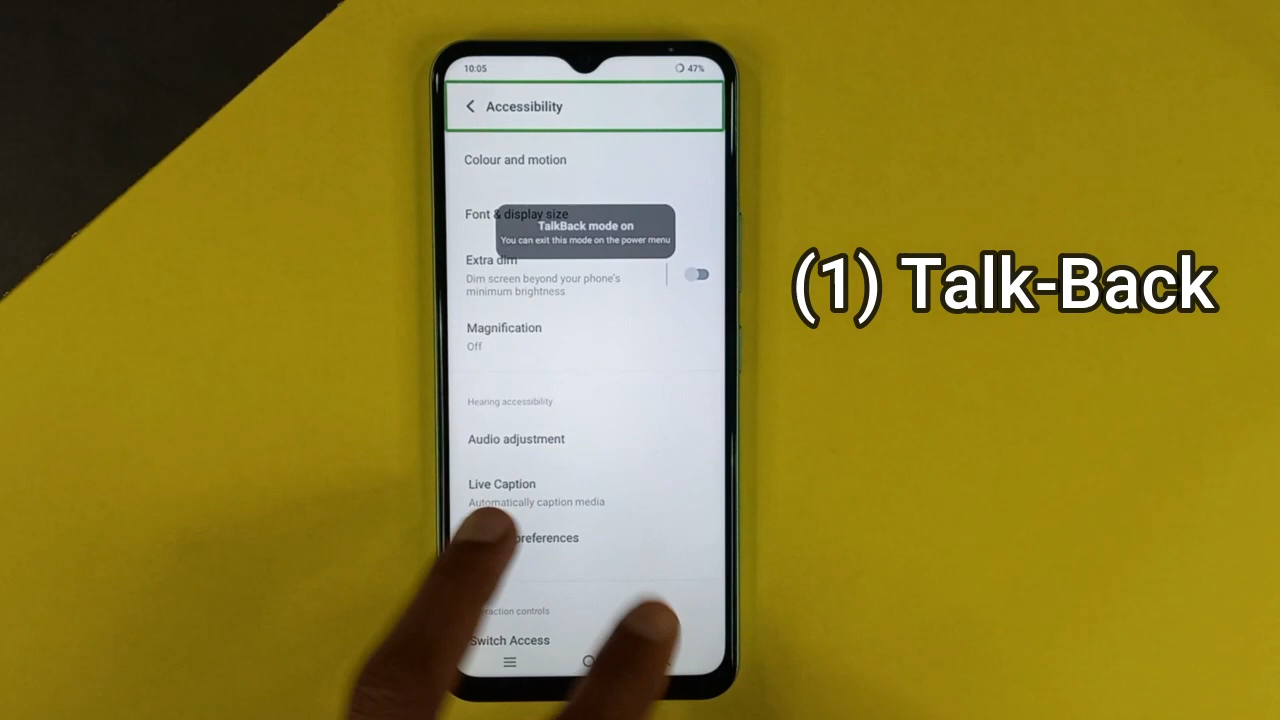 10:05
47%
Accessibility
Colour and motion
Font & display size
TalkBack mode on
You can exit this mode on the power menu
Extra dim
Dim screen beyond your phone's
minimum brightness
Magnification
Off
Hearing accessibility
Audio adjustment
Live Caption
Automatically caption media
preferences
controls
Switch Access
(1) Talk-Back